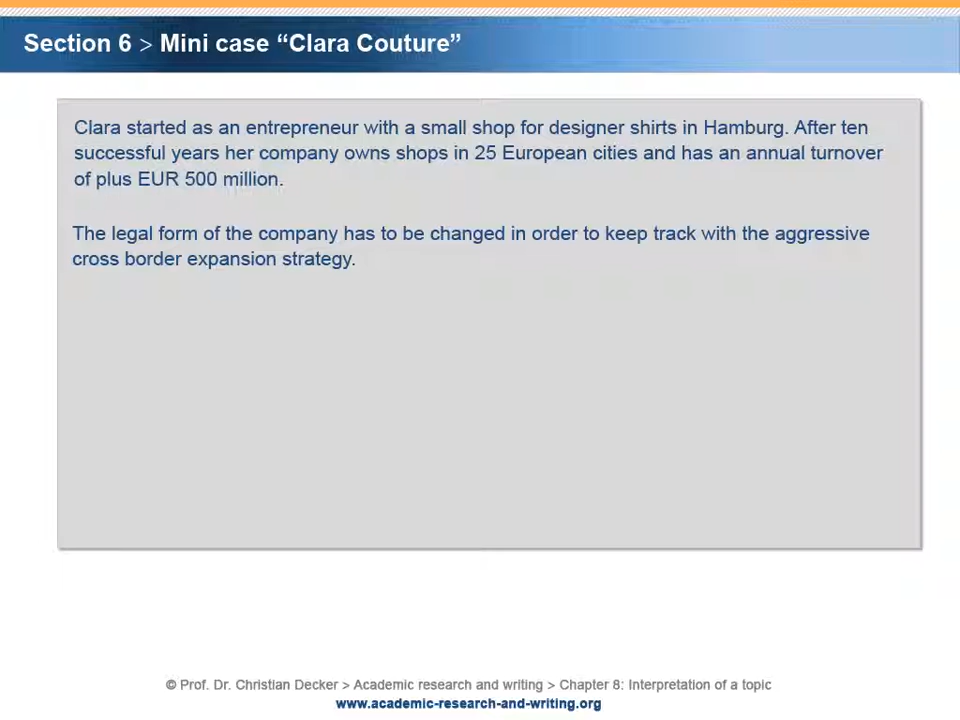 Section 6 > Mini case “Clara Couture”
Clara started as an entrepreneur with a small shop for designer shirts in Hamburg. After ten
successful years her company owns shops in 25 European cities and has an annual turnover
of plus EUR 500 million.
The legal form of the company has to be changed in order to keep track with the aggressive
cross border expansion strategy.
© Prof. Dr. Christian Decker > Academic research and writing > Chapter 8: Interpretation of a topic
www.academic-research-and-writing.org